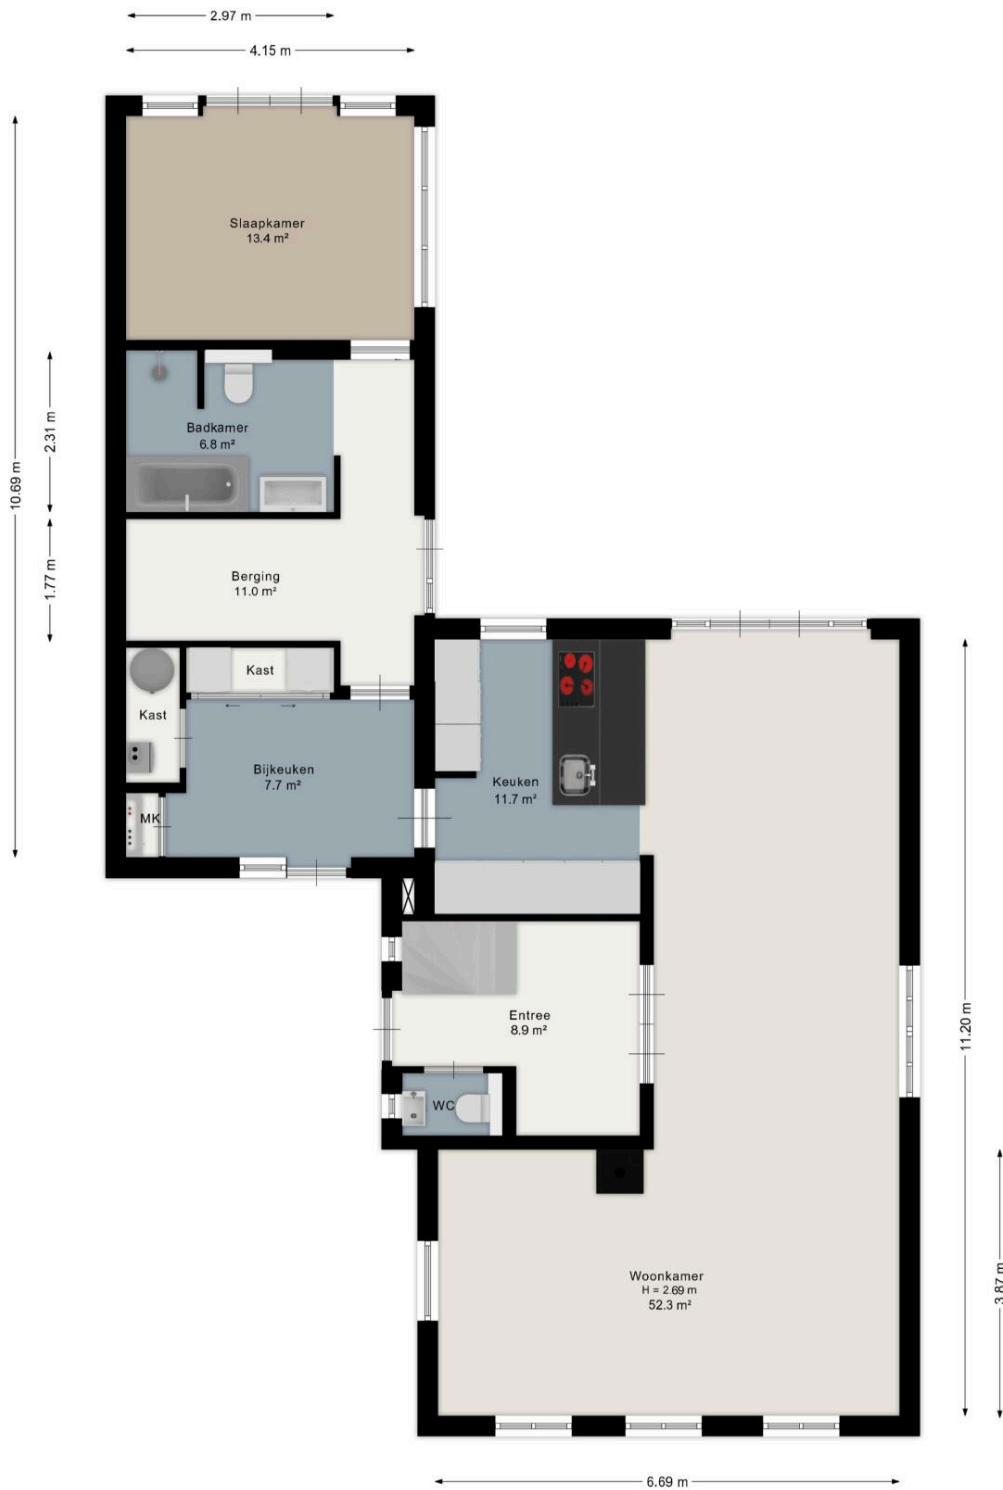 2.97 m
4.15 m
Slaapkamer
13.4 m²
10.69 m
2.31 m
Badkamer
6.8 m²
1.77 m
Berging
11.0 m²
Kast
Kast
Bijkeuken
7.7 m²
MK
Keuken
11.7 m²
Entree
8.9 m²
WC
11.20 m
3.87 m
Woonkamer
H = 2.69 m
52.3 m²
6.69 m